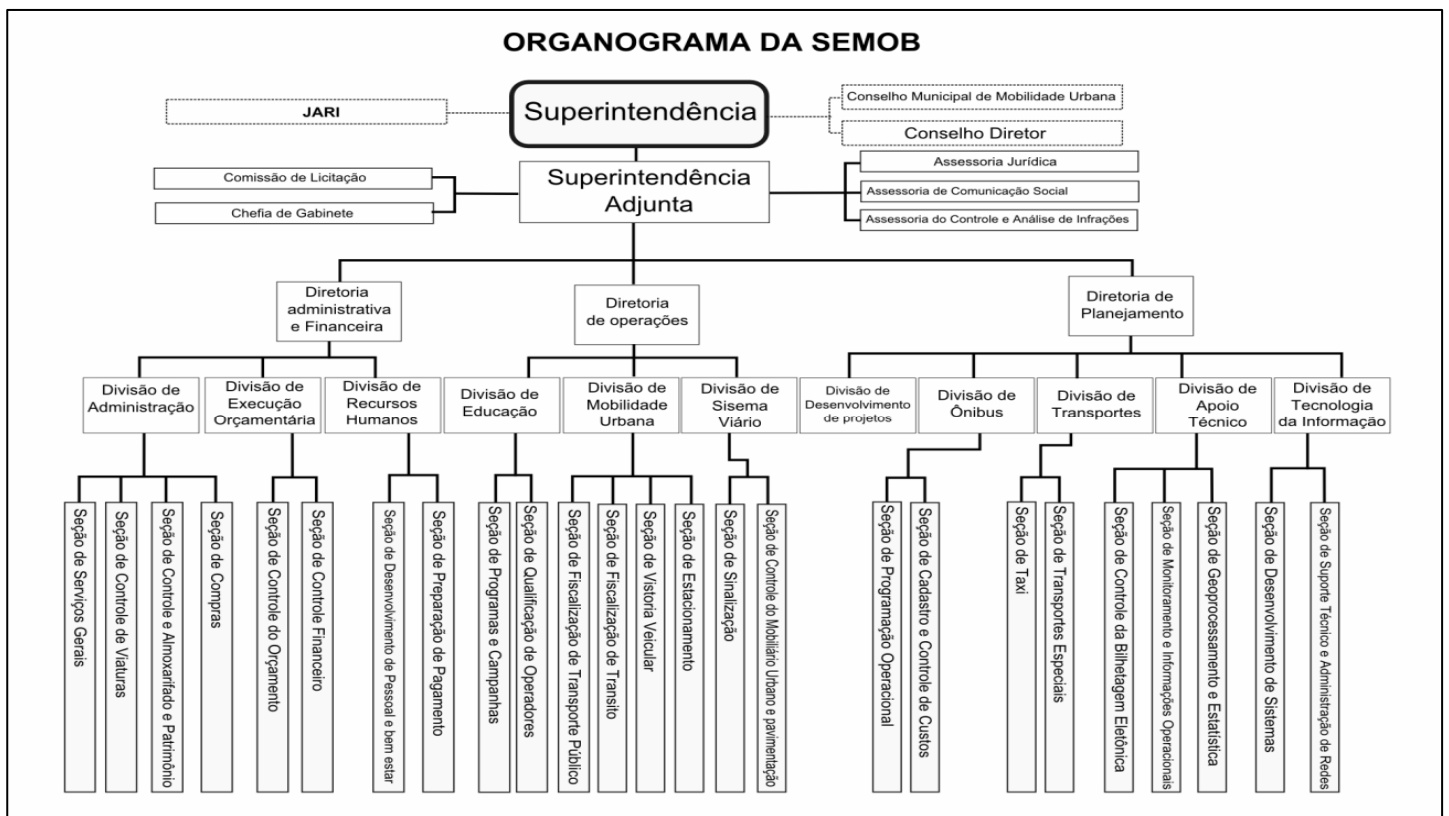 ORGANOGRAMA DA SEMOB
JARI
Superintendência
Conselho Municipal de Mobilidade Urbana
Conselho Diretor
Comissão de Licitação
Chefia de Gabinete
Superintendência
Adjunta
Assessoria Jurídica
Assessoria de Comunicação Social
Assessoria do Controle e Análise de Infrações
Diretoria
administrativa
e Financeira
Diretoria
de operações
Diretoria de
Planejamento
Divisão de
Administração
Divisão de
Execução
Orçamentária
Divisão de
Recursos
Humanos
Divisão de
Educação
Divisão de
Mobilidade
Urbana
Divisão de
Sisema
Viário
Divisão de
Desenvolvimento
de projetos
Divisão de
Ônibus
Divisão de
Transportes
Divisão de
Apoio
Técnico
Divisão de
Tecnologia
da Informação
Seção de Serviços Gerais
Seção de Controle de Viaturas
Seção de Controle e Almoxarifado e Patrimônio
Seção de Compras
Seção de Controle do Orçamento
Seção de Controle Financeiro
Seção de Desenvolvimento de Pessoal e bem estar
Seção de Preparação de Pagamento
Seção de Programas e Campanhas
Seção de Qualificação de Operadores
Seção de Fiscalização de Transporte Público
Seção de Fiscalização de Transito
Seção de Vistoria Veicular
Seção de Estacionamento
Seção de Sinalização
Seção de Controle do Mobiliário Urbano e pavimentação
Seção de Programação Operacional
Seção de Cadastro e Controle de Custos
Seção de Taxi
Seção de Transportes Especiais
Seção de Controle da Bilhetagem Eletônica
Seção de Monitoramento e Informações Operacionais
Seção de Geoprocessamento e Estatística
Seção de Desenvolvimento de Sistemas
Seção de Suporte Técnico e Administração de Redes